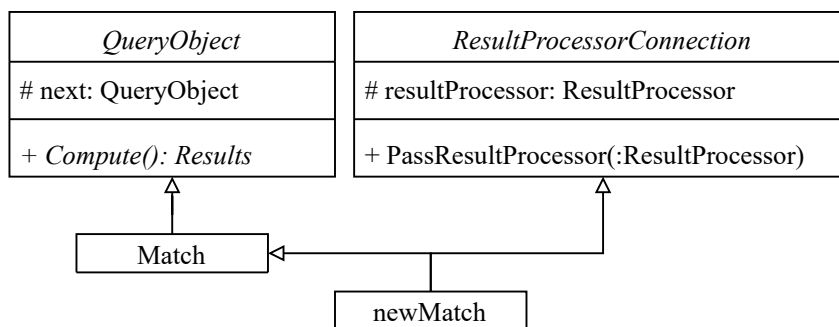 QueryObject
# next: QueryObject
+ Compute(): Results
ResultProcessorConnection
# resultProcessor: ResultProcessor
+ PassResultProcessor(:ResultProcessor)
Match
newMatch